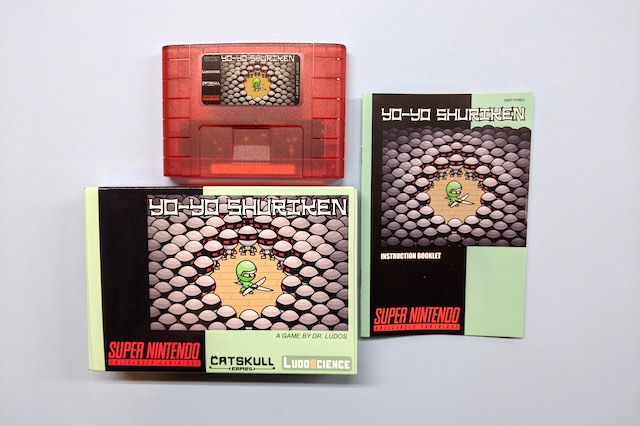 YO-YO SHURIKEN
YO-YO SHURIKEN
INSTRUCTION BOOKLET
SUPER NINTENDO
YO-YO SHURIKEN
A GAME BY DR. LUDOS
SUPER NINTENDO
CATSKULL
GAMES
LUDOSCIENCE